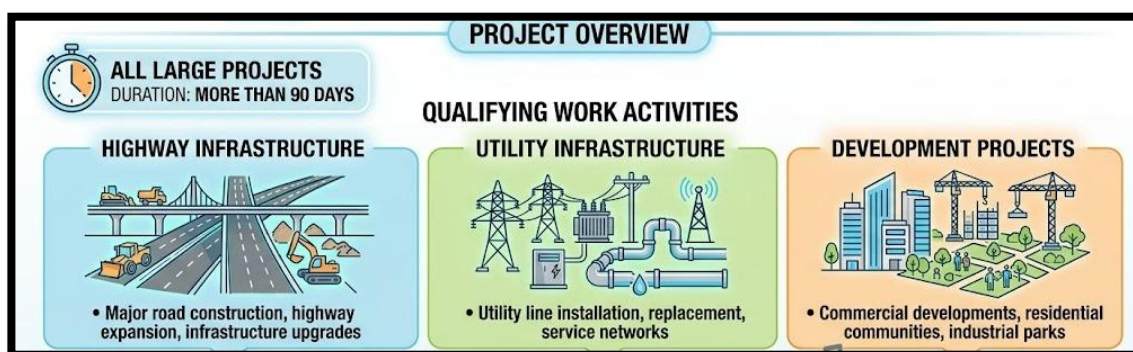 PROJECT OVERVIEW
ALL LARGE PROJECTS
DURATION: MORE THAN 90 DAYS
QUALIFYING WORK ACTIVITIES
HIGHWAY INFRASTRUCTURE
• Major road construction, highway
expansion, infrastructure upgrades
UTILITY INFRASTRUCTURE
• Utility line installation, replacement,
service networks
DEVELOPMENT PROJECTS
• Commercial developments, residential
communities, industrial parks